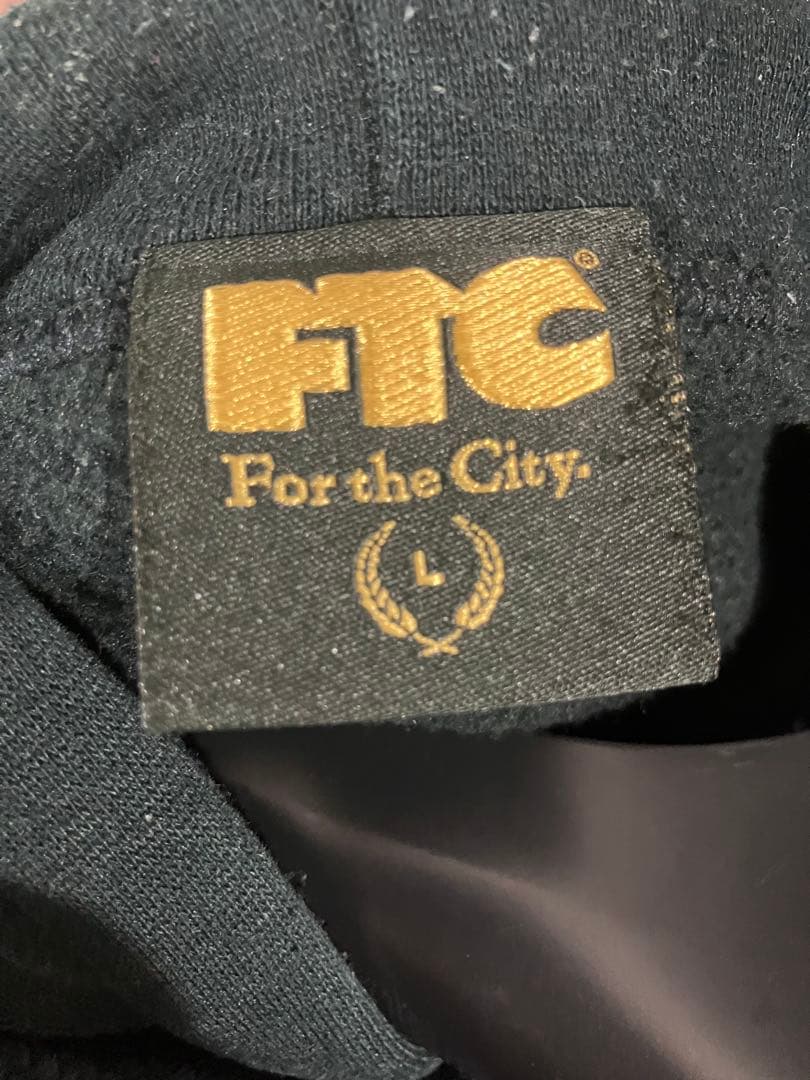 FTC®
For the City.
L